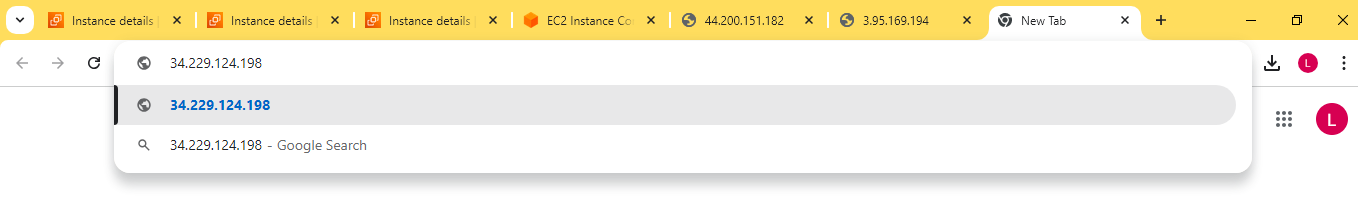 Instance details Instance details Instance details EC2 Instance Co 44.200.151.182 3.95.169.194 New Tab
34.229.124.198 L
34.229.124.198
L
34.229.124.198 - Google Search